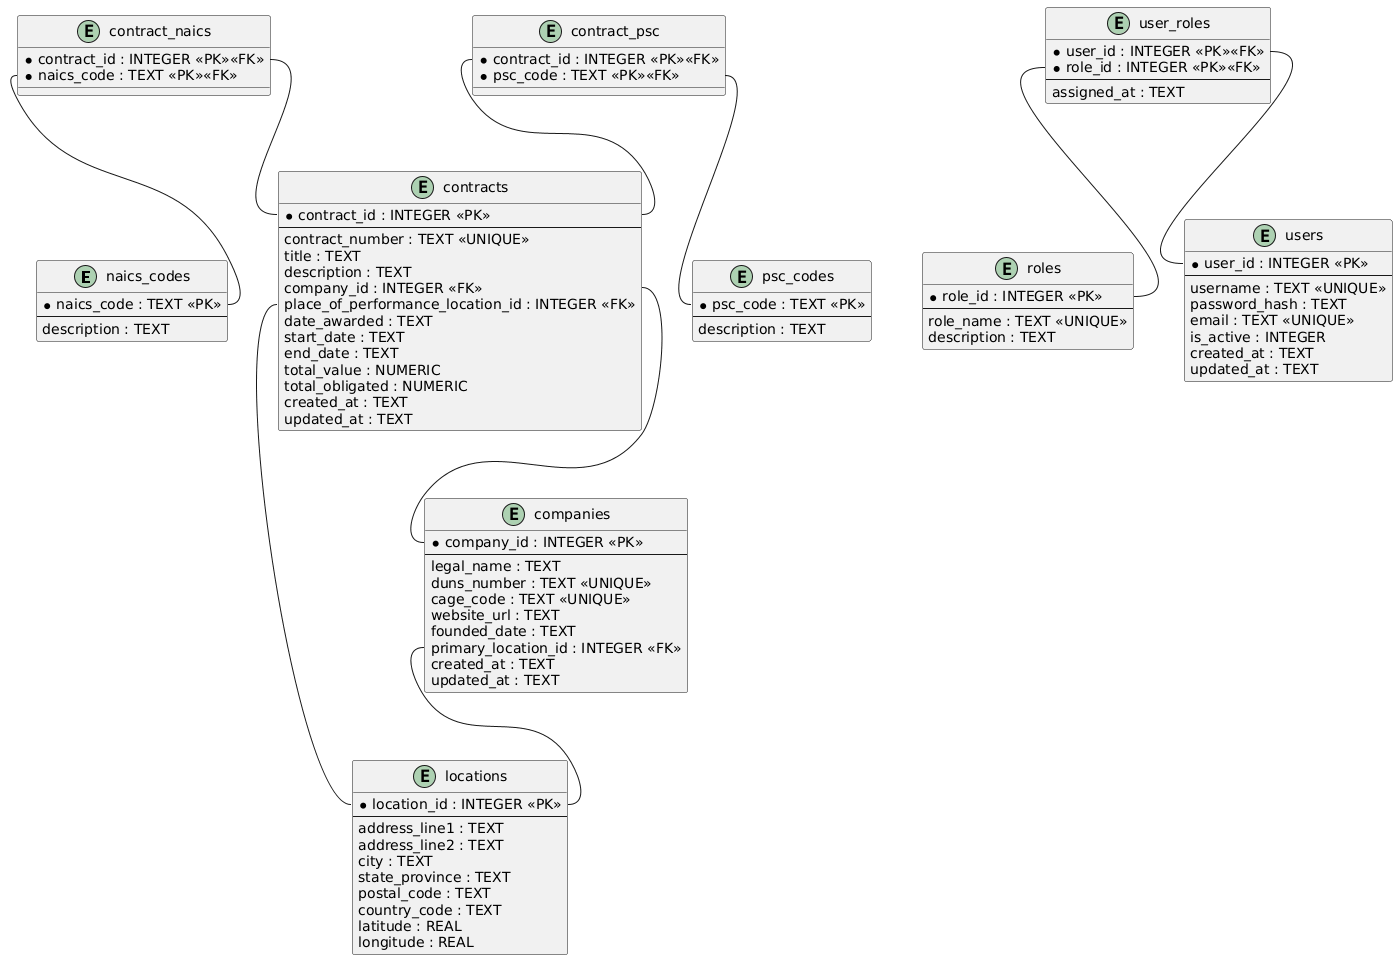 E contract_naics
* contract_id : INTEGER «PK»«FK»
* naics_code : TEXT «PK»«FK»
E contract_psc
* contract_id : INTEGER «PK»«FK»
* psc_code : TEXT «PK»«FK»
E user_roles
* user_id : INTEGER «PK»«FK»
* role_id : INTEGER «PK»«FK»
assigned_at : TEXT
E contracts
* contract_id : INTEGER «PK»
contract_number : TEXT «UNIQUE»
title : TEXT
description : TEXT
company_id : INTEGER «FK»
place_of_performance_location_id : INTEGER «FK»
date_awarded : TEXT
start_date : TEXT
end_date : TEXT
total_value : NUMERIC
total_obligated : NUMERIC
created_at : TEXT
updated_at : TEXT
E naics_codes
* naics_code : TEXT «PK»
description : TEXT
E psc_codes
* psc_code : TEXT «PK»
description : TEXT
E roles
* role_id : INTEGER «PK»
role_name : TEXT «UNIQUE»
description : TEXT
E users
* user_id : INTEGER «PK»
username : TEXT «UNIQUE»
password_hash : TEXT
email : TEXT «UNIQUE»
is_active : INTEGER
created_at : TEXT
updated_at : TEXT
E companies
* company_id : INTEGER «PK»
legal_name : TEXT
duns_number : TEXT «UNIQUE»
cage_code : TEXT «UNIQUE»
website_url : TEXT
founded_date : TEXT
primary_location_id : INTEGER «FK»
created_at : TEXT
updated_at : TEXT
E locations
* location_id : INTEGER «PK»
address_line1 : TEXT
address_line2 : TEXT
city : TEXT
state_province : TEXT
postal_code : TEXT
country_code : TEXT
latitude : REAL
longitude : REAL